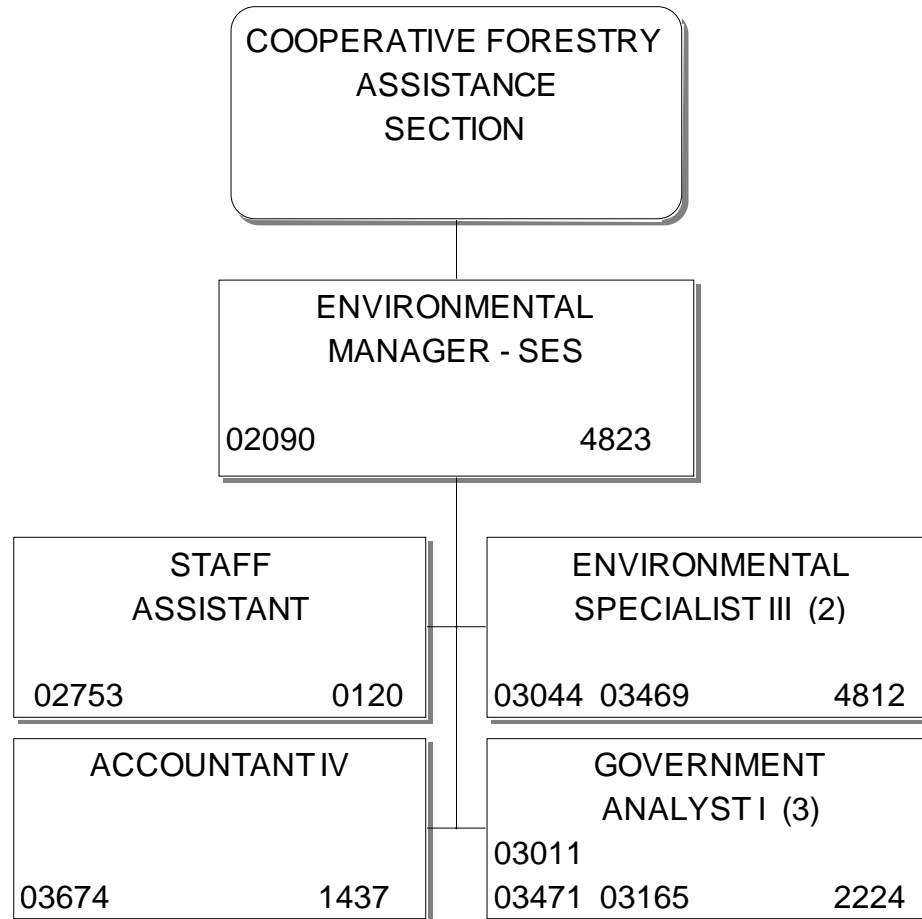 COOPERATIVE FORESTRY
ASSISTANCE
SECTION
ENVIRONMENTAL
MANAGER - SES
02090 4823
STAFF
ASSISTANT
02753 0120
ENVIRONMENTAL
SPECIALIST III (2)
03044 03469 4812
ACCOUNTANT IV
03674 1437
GOVERNMENT
ANALYST I (3)
03011
03471 03165 2224